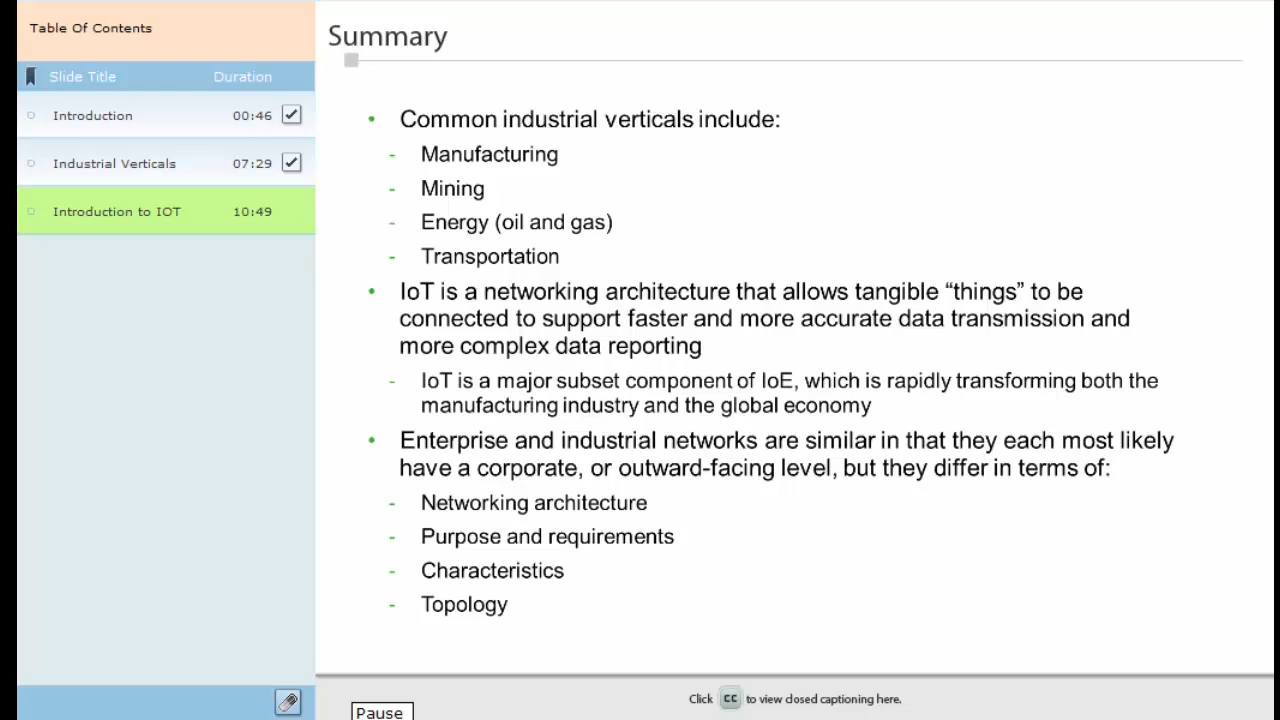 Table Of Contents
Slide Title Duration
Introduction 00:46
Industrial Verticals 07:29
Introduction to IOT 10:49
Summary
• Common industrial verticals include:
- Manufacturing
- Mining
- Energy (oil and gas)
- Transportation
• IoT is a networking architecture that allows tangible “things” to be
connected to support faster and more accurate data transmission and
more complex data reporting
- IoT is a major subset component of IoE, which is rapidly transforming both the
manufacturing industry and the global economy
• Enterprise and industrial networks are similar in that they each most likely
have a corporate, or outward-facing level, but they differ in terms of:
- Networking architecture
- Purpose and requirements
- Characteristics
- Topology
Click CC to view closed captioning here.
Pause